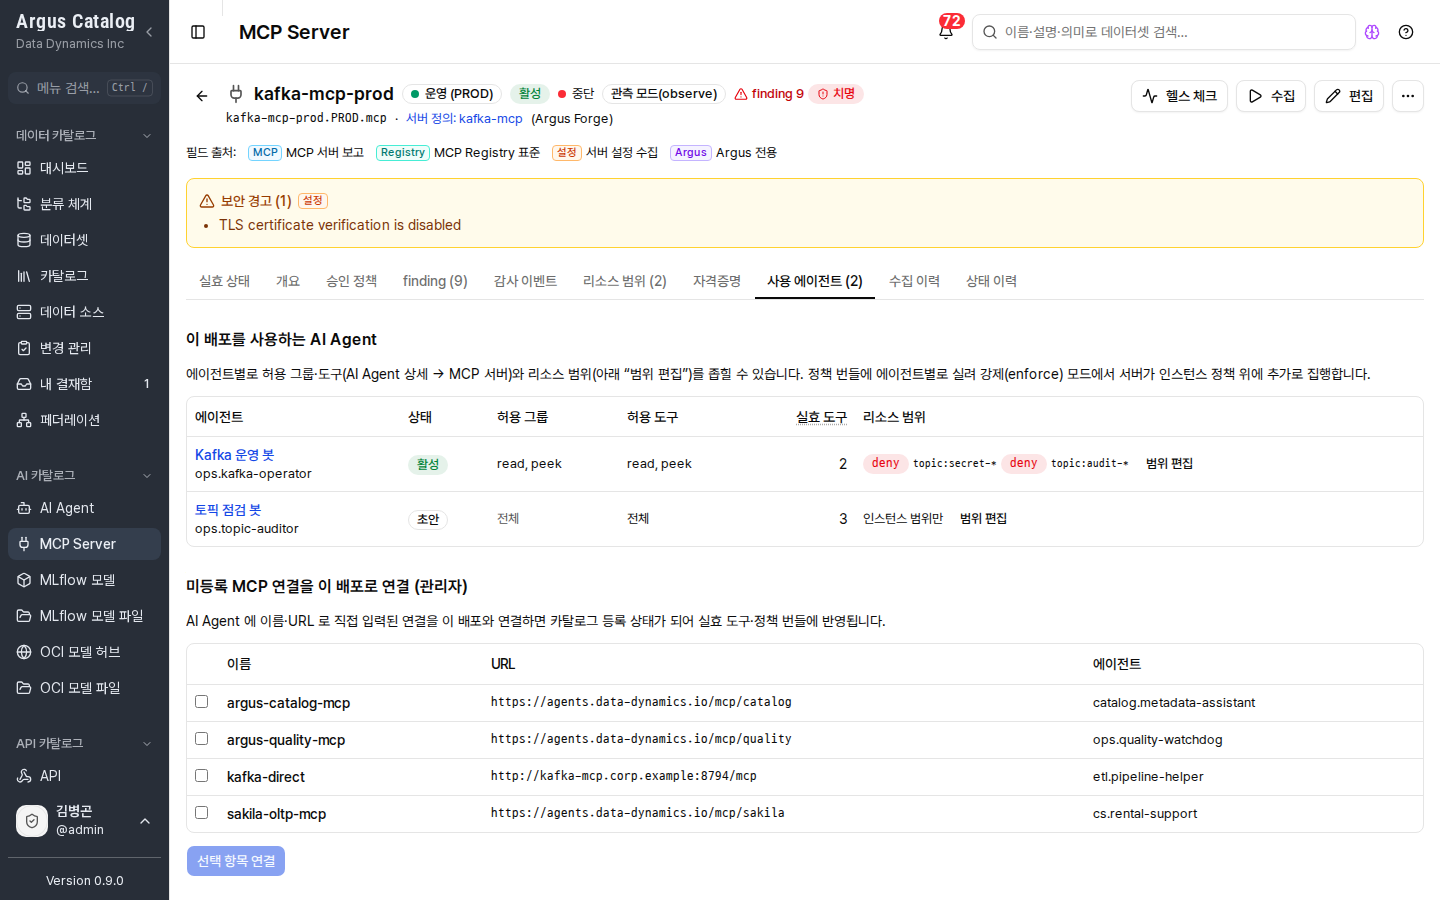 Argus Catalog
Data Dynamics Inc
메뉴 검색... Ctrl /
데이터 카탈로그
대시보드
분류 체계
데이터셋
카탈로그
데이터 소스
변경 관리
내 결재함 1
페더레이션
AI 카탈로그
AI Agent
MCP Server
MLflow 모델
MLflow 모델 파일
OCI 모델 허브
OCI 모델 파일
API 카탈로그
API
김병곤
@admin
Version 0.9.0
MCP Server
72
이름·설명·의미로 데이터셋 검색...
kafka-mcp-prod 운영 (PROD) 활성 중단 관측 모드(observe) finding 9 치명
헬스 체크 수집 편집
kafka-mcp-prod.PROD.mcp · 서버 정의: kafka-mcp (Argus Forge)
필드 출처: MCP MCP 서버 보고 Registry MCP Registry 표준 설정 서버 설정 수집 Argus Argus 전용
보안 경고 (1) 설정
• TLS certificate verification is disabled
실효 상태 개요 승인 정책 finding (9) 감사 이벤트 리소스 범위 (2) 자격증명 사용 에이전트 (2) 수집 이력 상태 이력
이 배포를 사용하는 AI Agent
에이전트별로 허용 그룹·도구(AI Agent 상세 → MCP 서버)와 리소스 범위(아래 “범위 편집”)를 좁힐 수 있습니다. 정책 번들에 에이전트별로 실려 강제(enforce) 모드에서 서버가 인스턴스 정책 위에 추가로 집행합니다.
에이전트 상태 허용 그룹 허용 도구 실효 도구 리소스 범위
Kafka 운영 봇
ops.kafka-operator 활성 read, peek read, peek 2 deny topic:secret-* deny topic:audit-* 범위 편집
토픽 점검 봇
ops.topic-auditor 초안 전체 전체 3 인스턴스 범위만 범위 편집
미등록 MCP 연결을 이 배포로 연결 (관리자)
AI Agent 에 이름·URL 로 직접 입력된 연결을 이 배포와 연결하면 카탈로그 등록 상태가 되어 실효 도구·정책 번들에 반영됩니다.
이름 URL 에이전트
argus-catalog-mcp https://agents.data-dynamics.io/mcp/catalog catalog.metadata-assistant
argus-quality-mcp https://agents.data-dynamics.io/mcp/quality ops.quality-watchdog
kafka-direct http://kafka-mcp.corp.example:8794/mcp etl.pipeline-helper
sakila-oltp-mcp https://agents.data-dynamics.io/mcp/sakila cs.rental-support
선택 항목 연결